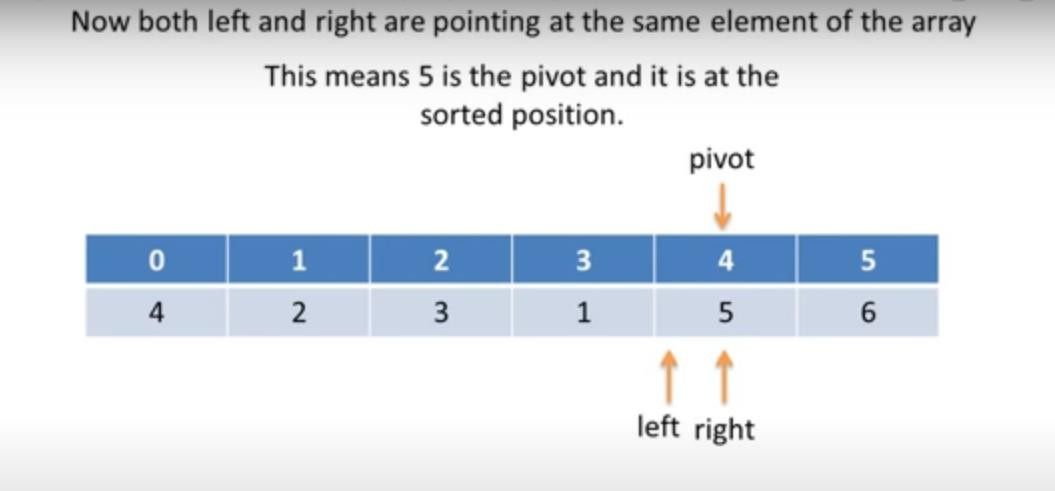 Now both left and right are pointing at the same element of the array
This means 5 is the pivot and it is at the
sorted position.
pivot
0 1 2 3 4 5
4 2 3 1 5 6
left right